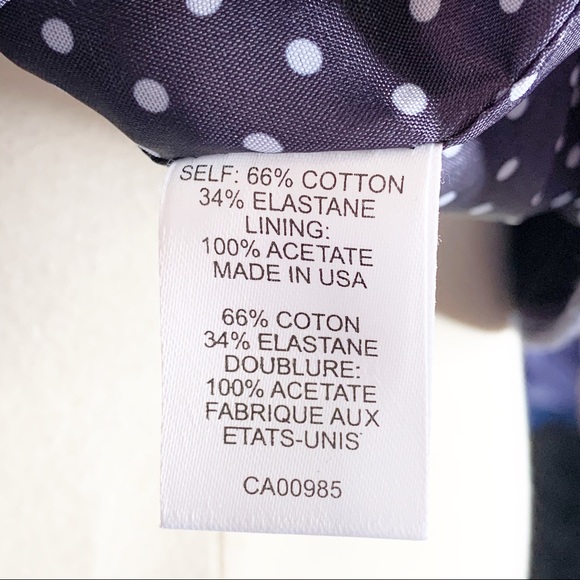 SELF: 66% COTTON
34% ELASTANE
LINING:
100% ACETATE
MADE IN USA
66% COTON
34% ELASTANE
DOUBLURE:
100% ACETATE
FABRIQUE AUX
ETATS-UNIS
CA00985